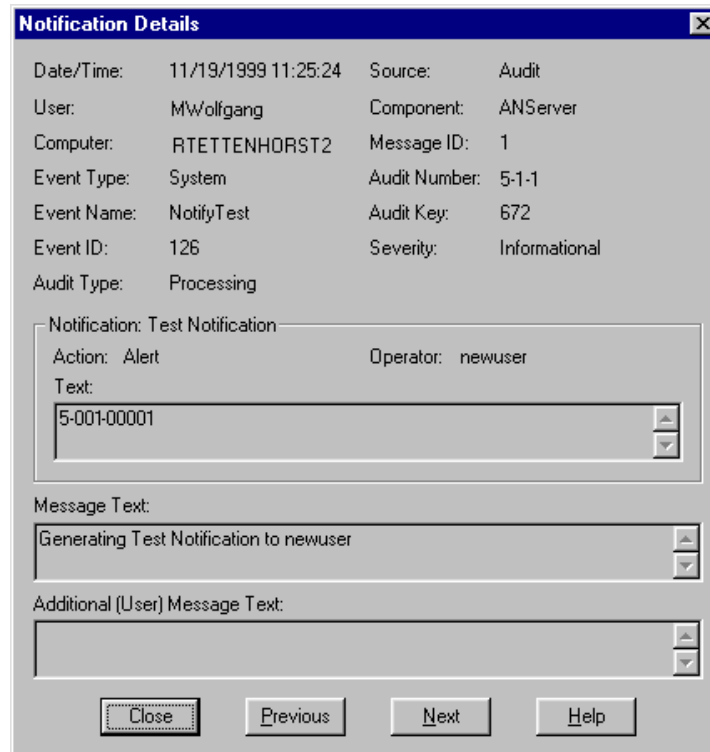 Notification Details
Date/Time: 11/19/1999 11:25:24 Source: Audit
User: MWolfgang Component: ANServer
Computer: RTETTENHORST2 Message ID: 1
Event Type: System Audit Number: 5-1-1
Event Name: NotifyTest Audit Key: 672
Event ID: 126 Severity: Informational
Audit Type: Processing
Notification: Test Notification
Action: Alert Operator: newuser
Text:
5-001-00001
Message Text:
Generating Test Notification to newuser
Additional (User) Message Text:
Close Previous Next Help